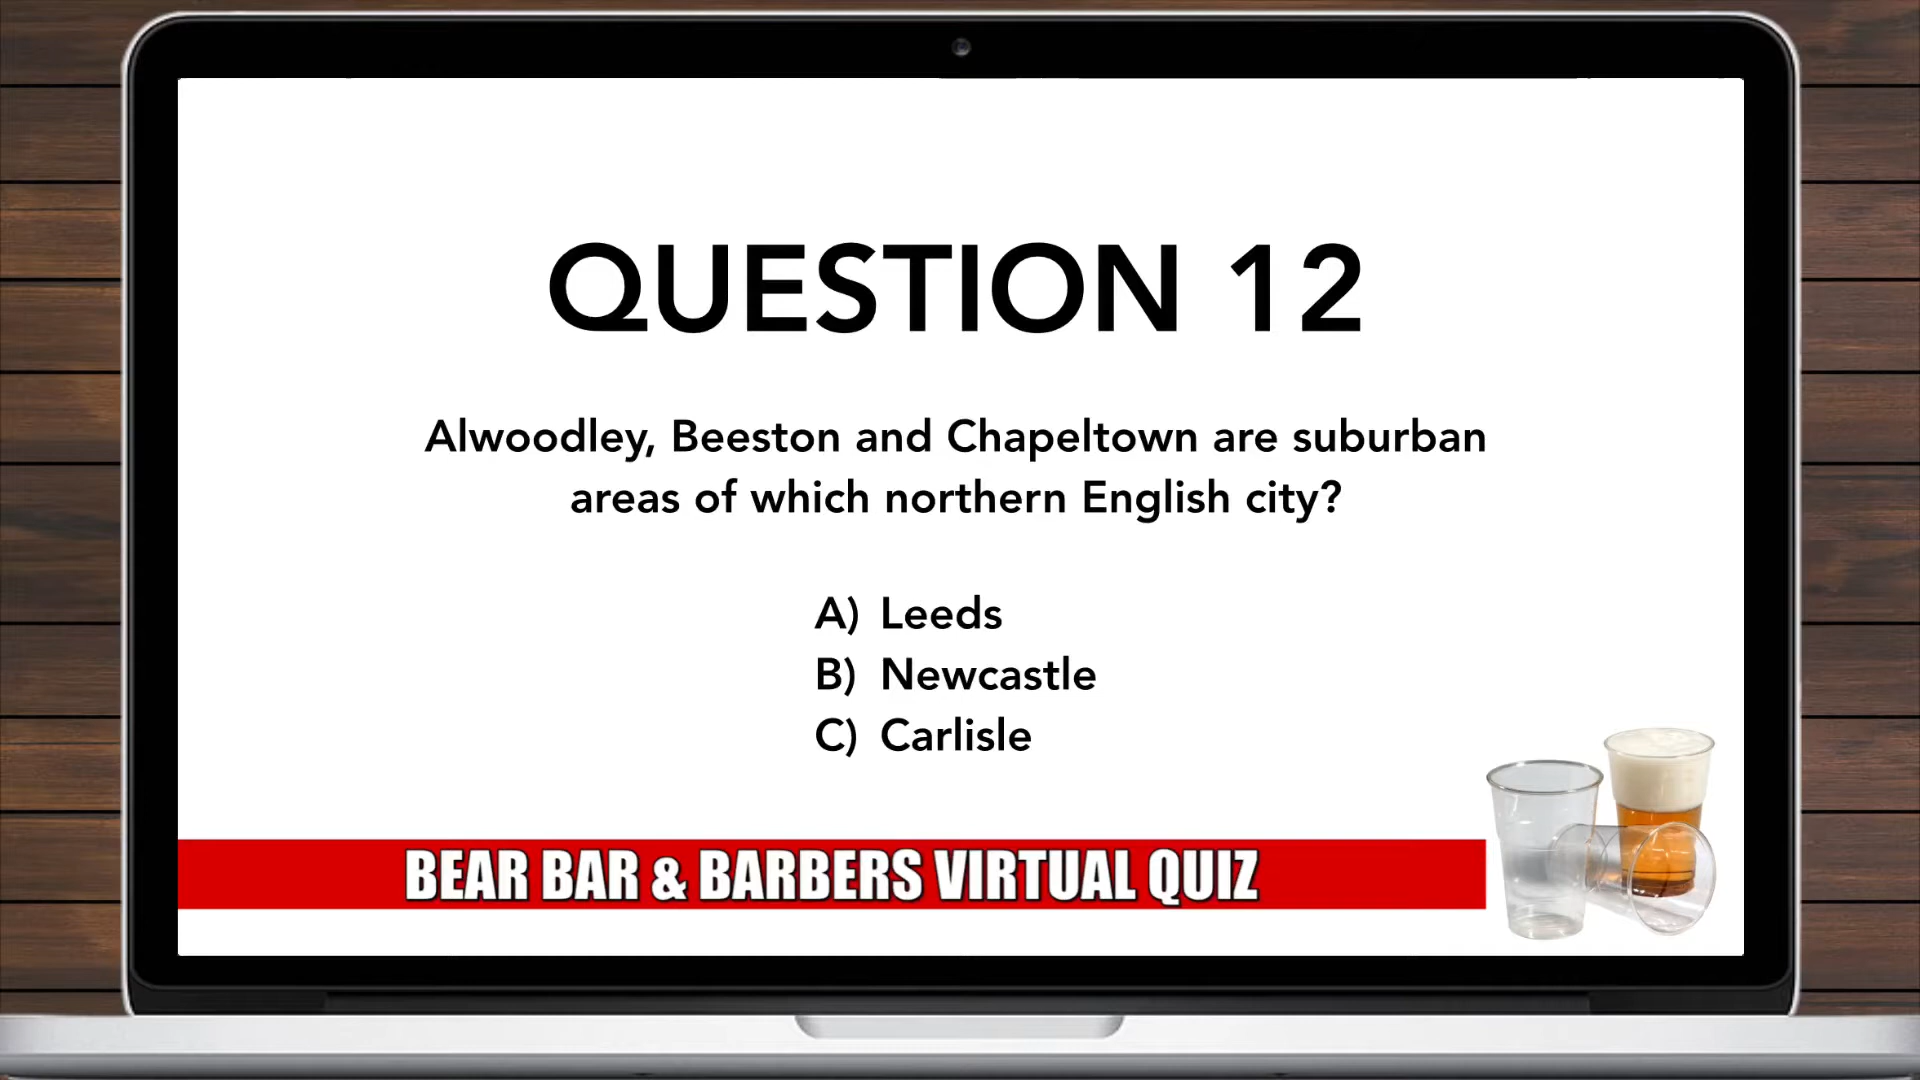 QUESTION 12
Alwoodley, Beeston and Chapeltown are suburban
areas of which northern English city?
A) Leeds
B) Newcastle
C) Carlisle
BEAR BAR & BARBERS VIRTUAL QUIZ